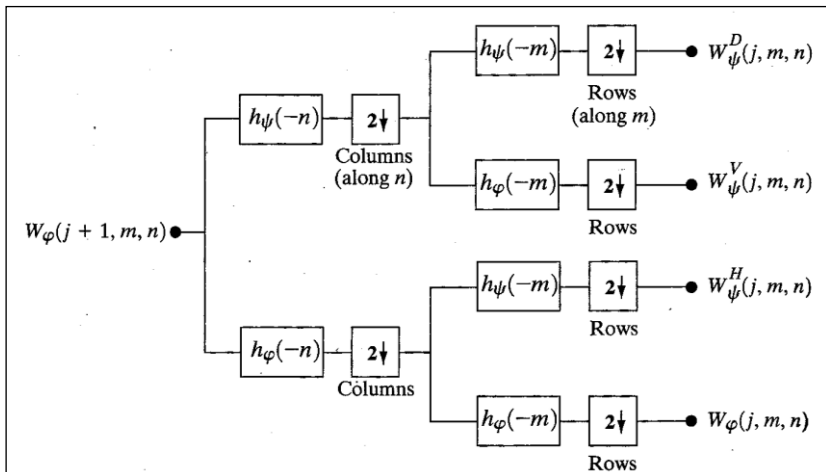 h_ψ(−m)
2↓
W_ψ^D(j, m, n)
Rows
(along m)
h_ψ(−n)
2↓
Columns
(along n)
h_φ(−m)
2↓
W_ψ^V(j, m, n)
Rows
W_φ(j + 1, m, n)
h_ψ(−m)
2↓
W_ψ^H(j, m, n)
Rows
h_φ(−n)
2↓
Columns
h_φ(−m)
2↓
W_φ(j, m, n)
Rows